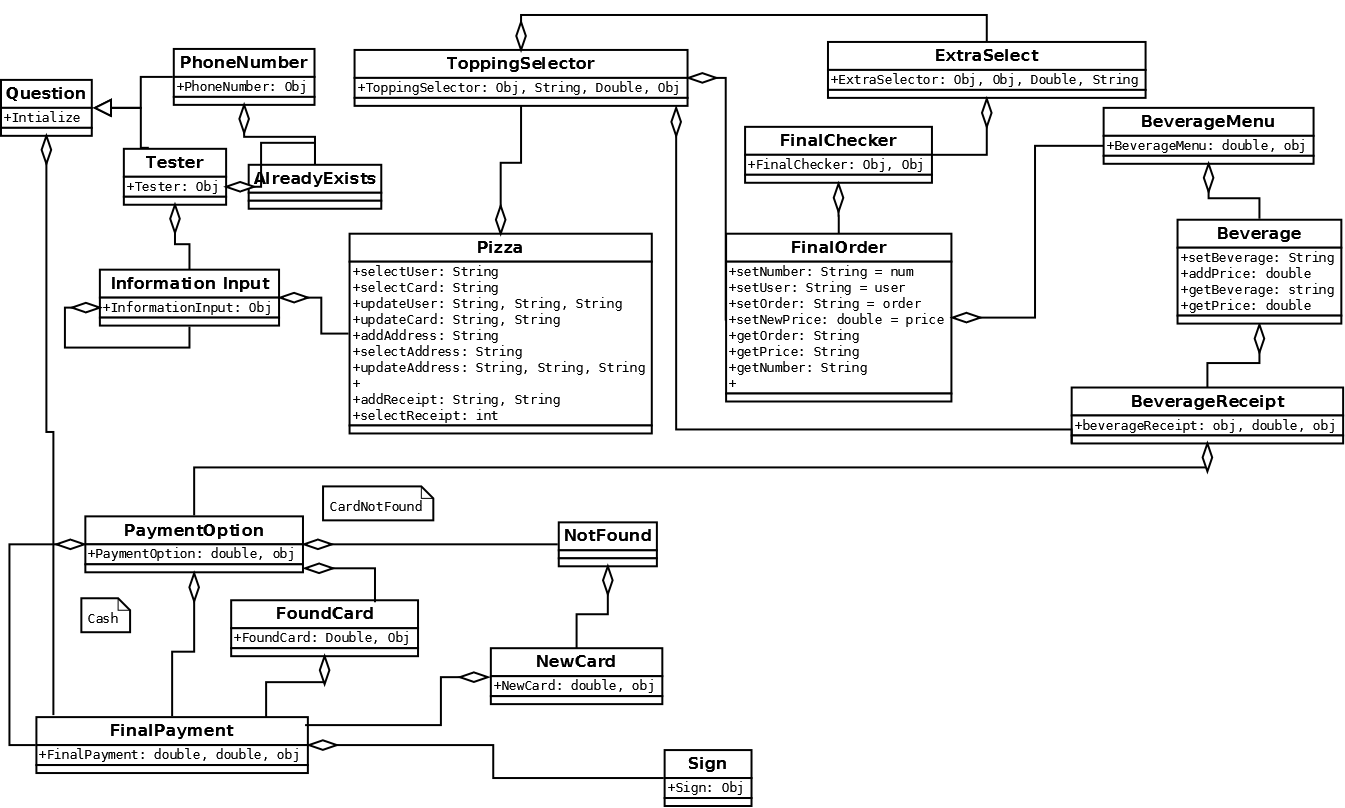 Question
+Intialize
PhoneNumber
+PhoneNumber: Obj
Tester
+Tester: Obj
AlreadyExists
Information Input
+InformationInput: Obj
ToppingSelector
+ToppingSelector: Obj, String, Double, Obj
ExtraSelect
+ExtraSelector: Obj, Obj, Double, String
FinalChecker
+FinalChecker: Obj, Obj
BeverageMenu
+BeverageMenu: double, obj
Pizza
+selectUser: String
+selectCard: String
+updateUser: String, String, String
+updateCard: String, String
+addAddress: String
+selectAddress: String
+updateAddress: String, String, String
+
+addReceipt: String, String
+selectReceipt: int
FinalOrder
+setNumber: String = num
+setUser: String = user
+setOrder: String = order
+setNewPrice: double = price
+getOrder: String
+getPrice: String
+getNumber: String
+
Beverage
+setBeverage: String
+addPrice: double
+getBeverage: string
+getPrice: double
BeverageReceipt
+beverageReceipt: obj, double, obj
CardNotFound
PaymentOption
+PaymentOption: double, obj
NotFound
Cash
FoundCard
+FoundCard: Double, Obj
NewCard
+NewCard: double, obj
FinalPayment
+FinalPayment: double, double, obj
Sign
+Sign: Obj